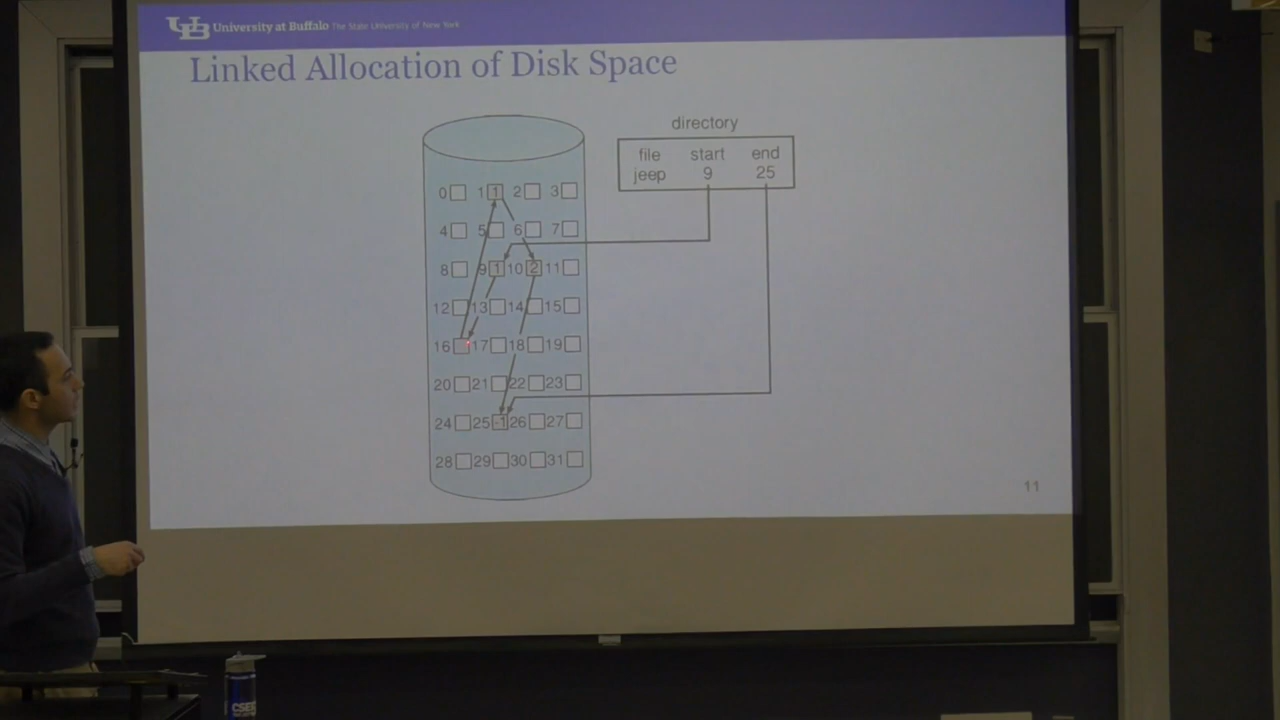 UB University at Buffalo The State University of New York
Linked Allocation of Disk Space
directory
file start end
jeep 9 25
0 1 1 2 3
4 5 6 7
8 9 1 10 2 11
12 13 14 15
16 17 18 19
20 21 22 23
24 25 -1 26 27
28 29 30 31
11
CSE